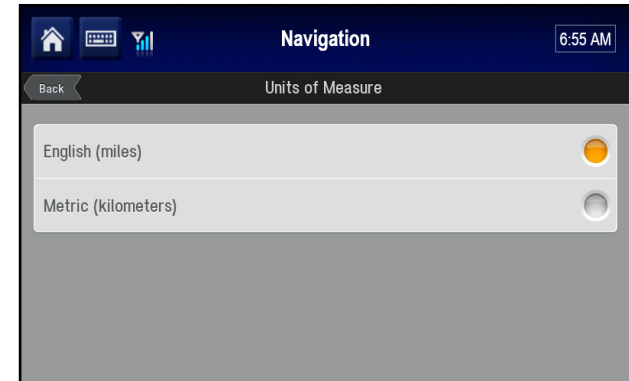 Navigation
6:55 AM
Back
Units of Measure
English (miles)
Metric (kilometers)